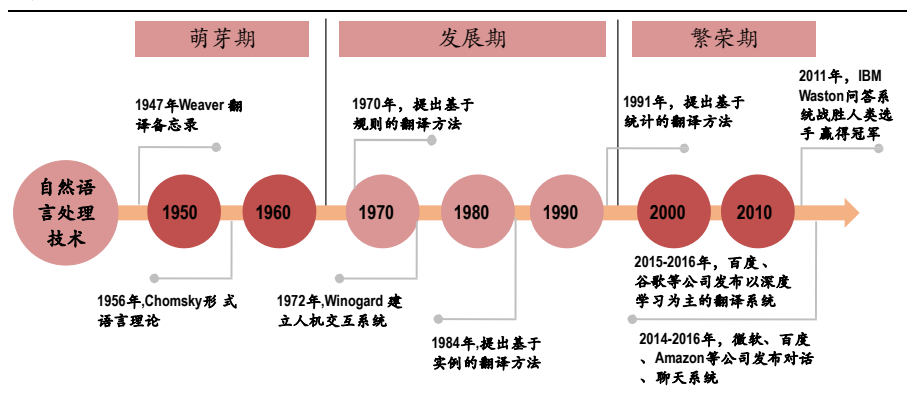 萌芽期
发展期
繁荣期
1947年Weaver 翻
译备忘录
1970年，提出基于
规则的翻译方法
1991年，提出基于
统计的翻译方法
2011年，IBM
Waston问答系
统战胜人类选
手 赢得冠军
自然语
言处理
技术
1950
1960
1970
1980
1990
2000
2010
1956年,Chomsky形 式
语言理论
1972年,Winogard 建
立人机交互系统
1984年,提出基于
实例的翻译方法
2015-2016年，百度、
谷歌等公司发布以深度
学习为主的翻译系统
2014-2016年，微软、百度
、Amazon等公司发布对话
、聊天系统